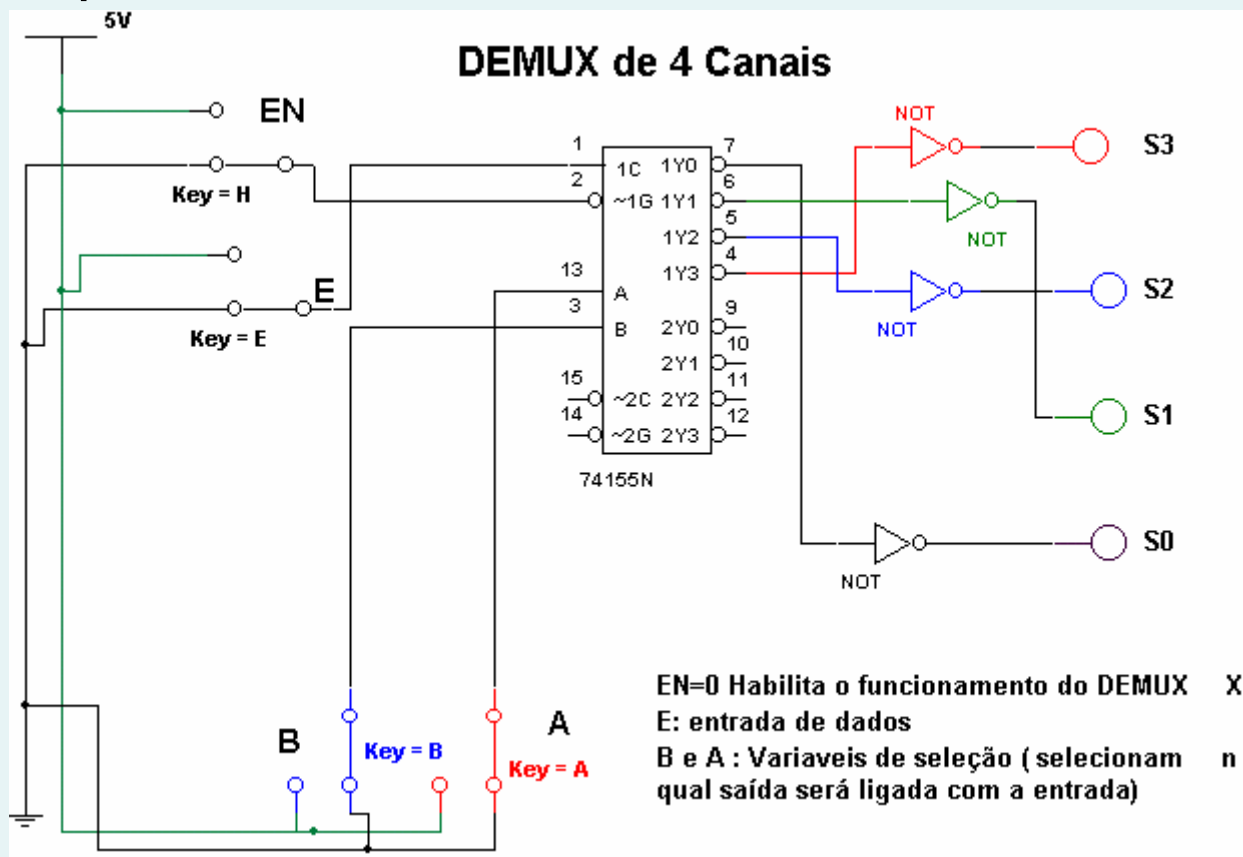 5V
DEMUX de 4 Canais
EN
NOT
S3
1
7
1C 1Y0
2
6
Key = H
~1G 1Y1
5
NOT
1Y2
4
1Y3
13
E
A
S2
3
B
NOT
Key = E
9
2Y0
10
2Y1
15
11
~2C 2Y2
14
12
~2G 2Y3
S1
74155N
S0
NOT
EN=0 Habilita o funcionamento do DEMUX X
E: entrada de dados
B e A : Variaveis de seleção ( selecionam n
qual saída será ligada com a entrada)
B
Key = B
A
Key = A